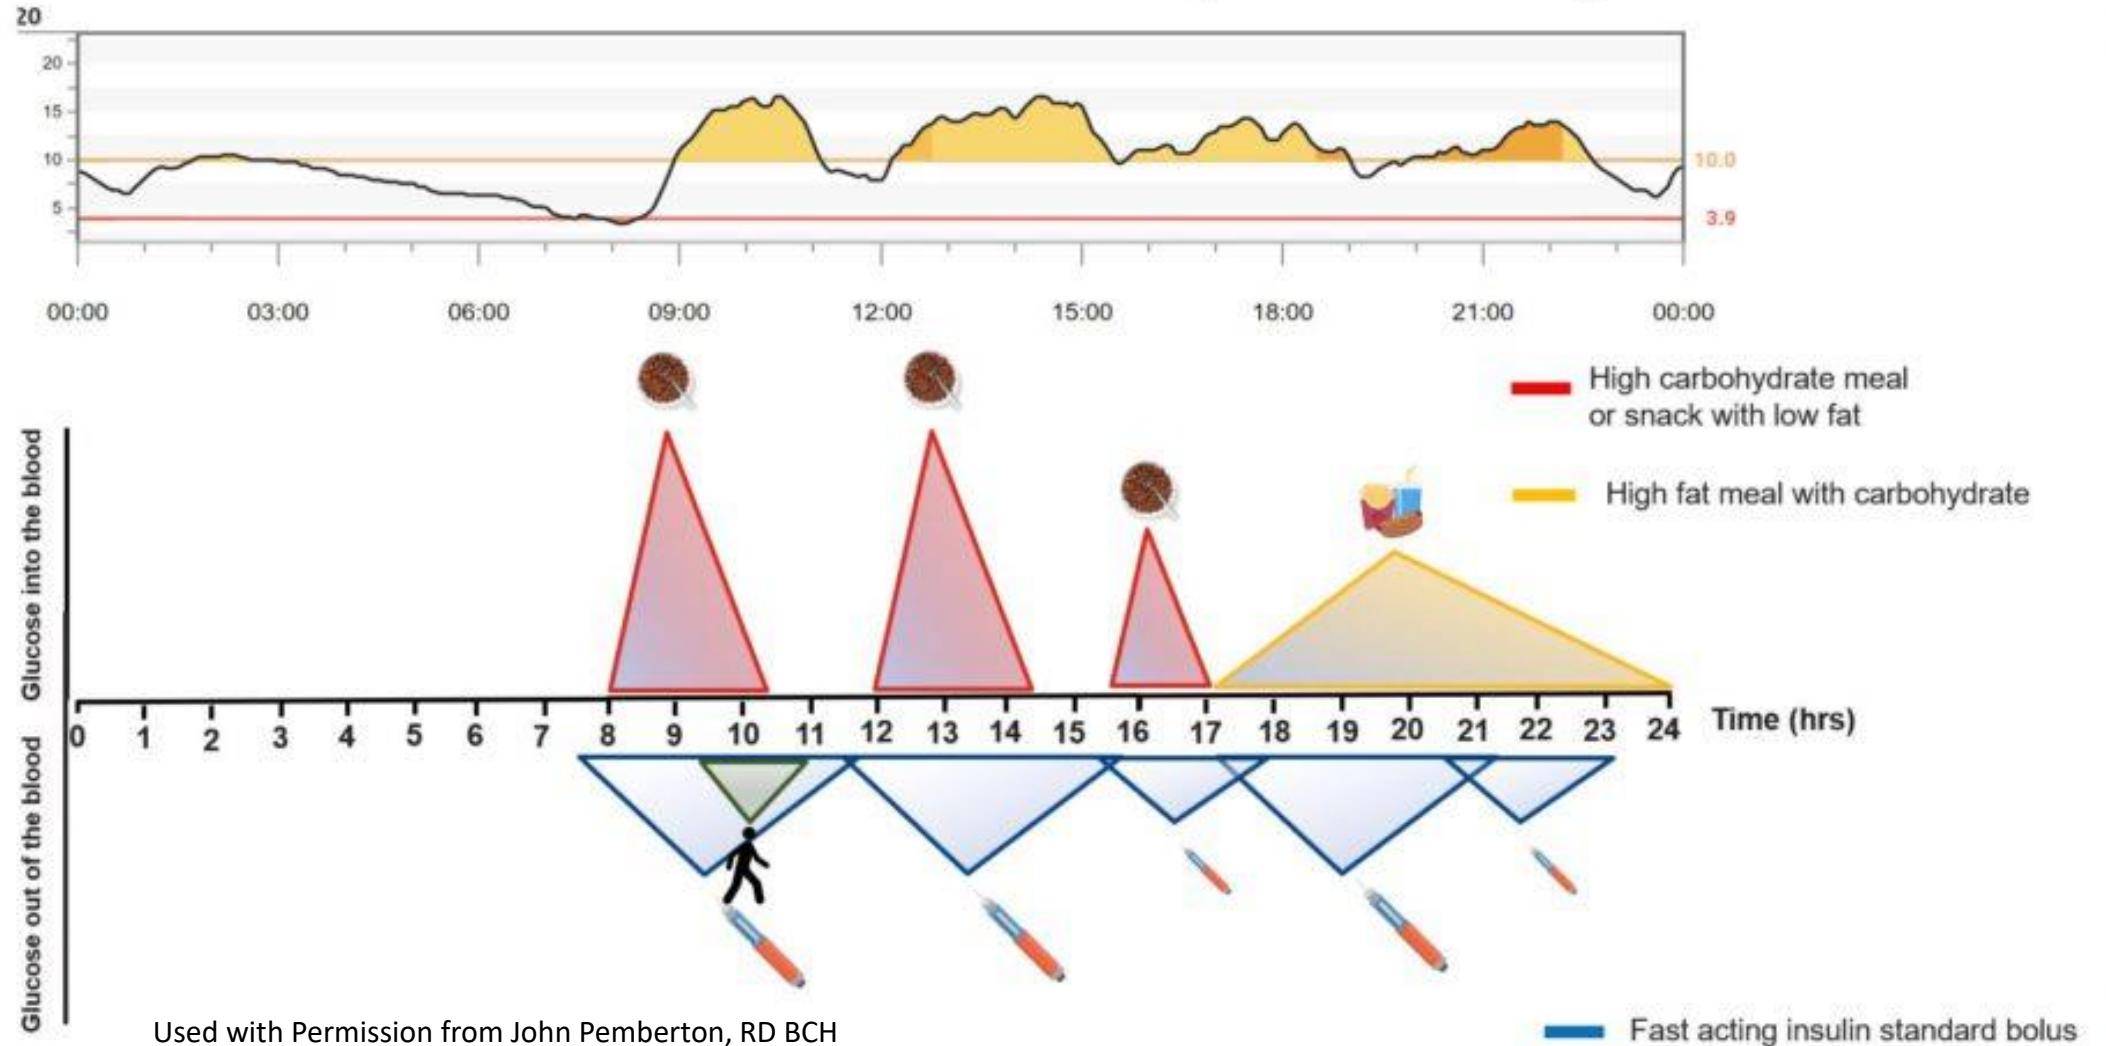 20
20
15
10
5
10.0
3.9
00:00 03:00 06:00 09:00 12:00 15:00 18:00 21:00 00:00
High carbohydrate meal
or snack with low fat
High fat meal with carbohydrate
Glucose into the blood
0 1 2 3 4 5 6 7 8 9 10 11 12 13 14 15 16 17 18 19 20 21 22 23 24
Time (hrs)
Glucose out of the blood
Used with Permission from John Pemberton, RD BCH
Fast acting insulin standard bolus